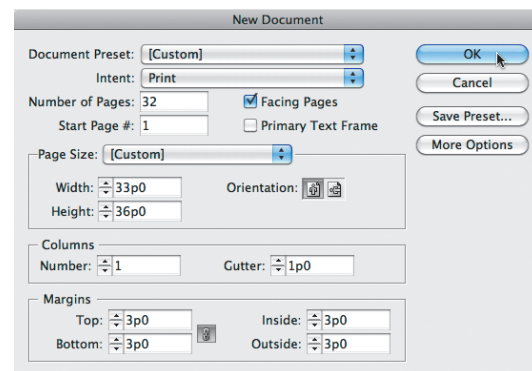 New Document
Document Preset: [Custom] OK
Intent: Print Cancel
Number of Pages: 32 Facing Pages Save Preset...
Start Page #: 1 Primary Text Frame
Page Size: [Custom] More Options
Width: 33p0 Orientation:
Height: 36p0
Columns
Number: 1 Gutter: 1p0
Margins
Top: 3p0 Inside: 3p0
Bottom: 3p0 Outside: 3p0